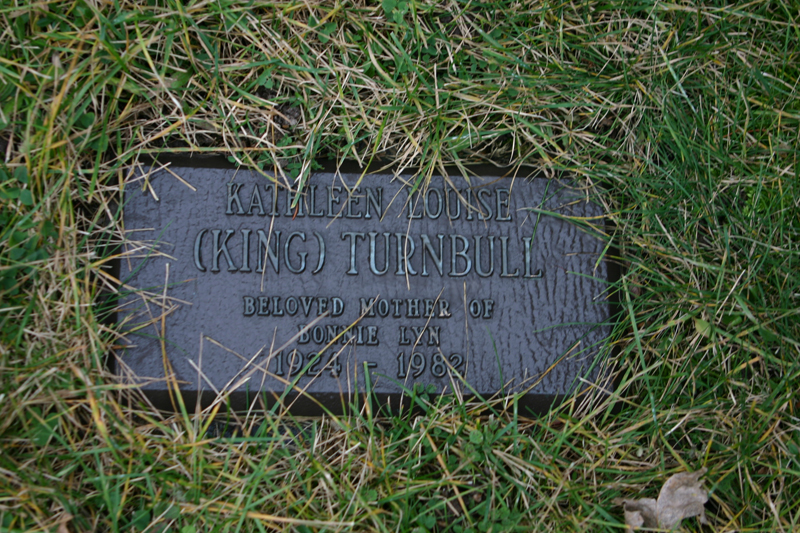 KATHLEEN LOUISE
(KING) TURNBULL
BELOVED MOTHER OF
BONNIE LYN
1924 - 1982